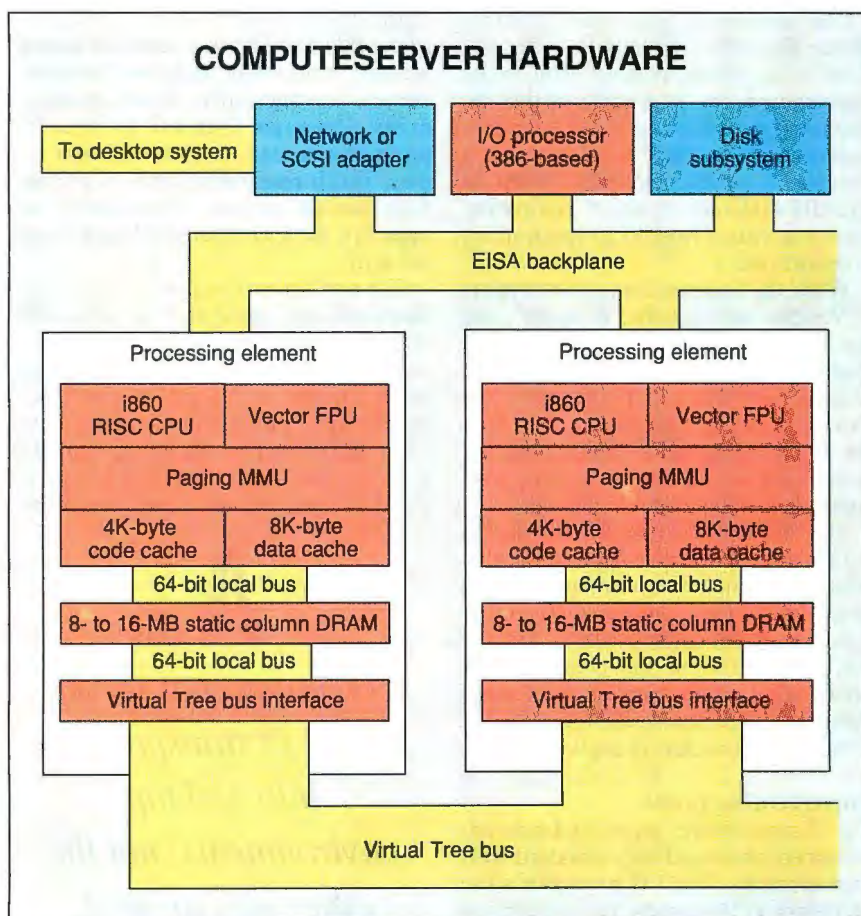 COMPUTESERVER HARDWARE
To desktop system
Network or
SCSI adapter
I/O processor
(386-based)
Disk
subsystem
EISA backplane
Processing element
i860
RISC CPU
Vector FPU
Paging MMU
4K-byte
code cache
8K-byte
data cache
64-bit local bus
8- to 16-MB static column DRAM
64-bit local bus
Virtual Tree bus interface
Processing element
i860
RISC CPU
Vector FPU
Paging MMU
4K-byte
code cache
8K-byte
data cache
64-bit local bus
8- to 16-MB static column DRAM
64-bit local bus
Virtual Tree bus interface
Virtual Tree bus